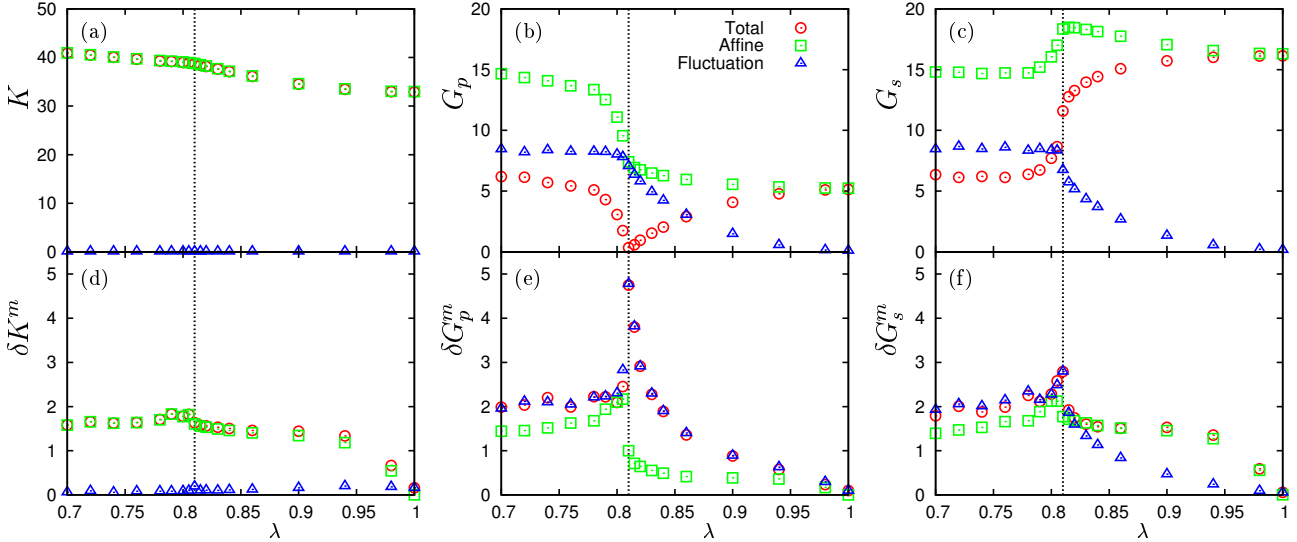 (a)
K
50
40
30
20
10
0
(b)
G_p
20
15
10
5
0
Total
Affine
Fluctuation
(c)
G_s
20
15
10
5
0
(d)
δK^m
5
4
3
2
1
0
0.7 0.75 0.8 0.85 0.9 0.95 1
λ
(e)
δG_p^m
5
4
3
2
1
0
0.7 0.75 0.8 0.85 0.9 0.95 1
λ
(f)
δG_s^m
5
4
3
2
1
0
0.7 0.75 0.8 0.85 0.9 0.95 1
λ